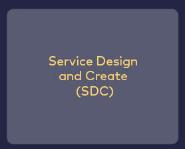 Service Design
and Create
(SDC)